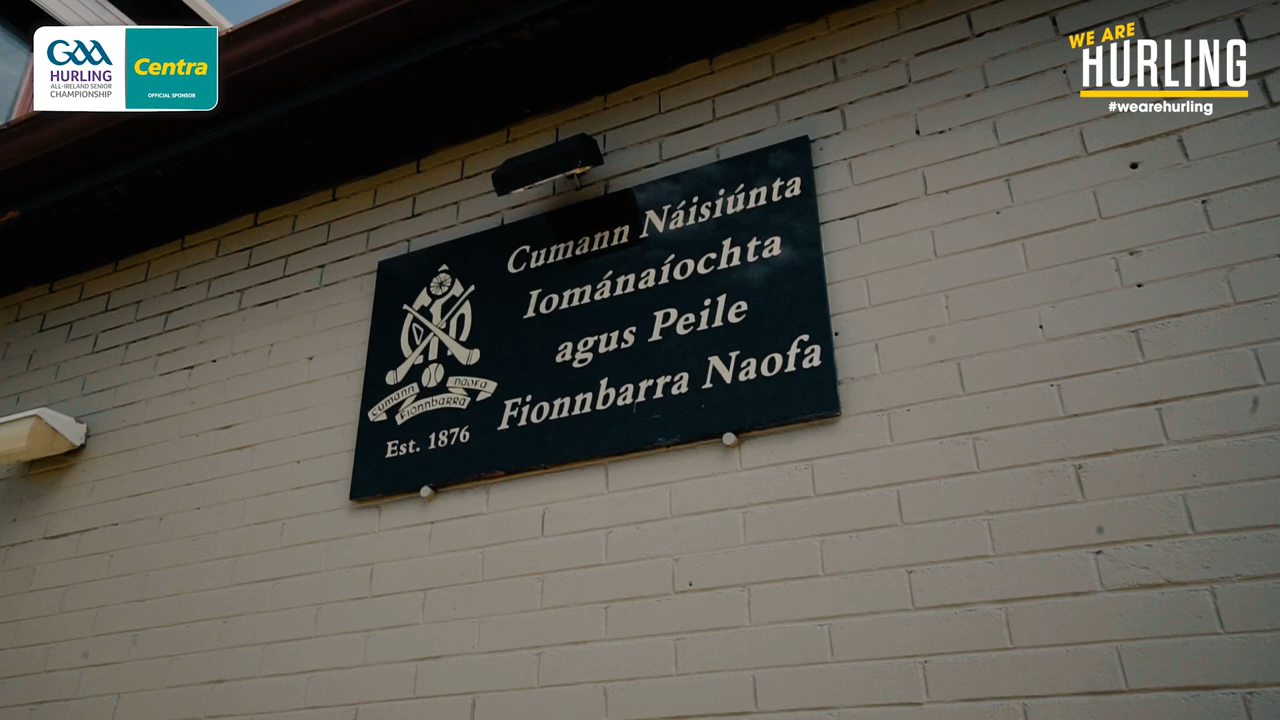 GAA
HURLING
ALL-IRELAND SENIOR
CHAMPIONSHIP
Centra
OFFICIAL SPONSOR
WE ARE
HURLING
#wearehurling
Cumann Náisiúnta
Iománaíochta
agus Peile
Fionnbarra Naofa
Cumann naofa
Fionnbarra
Est. 1876